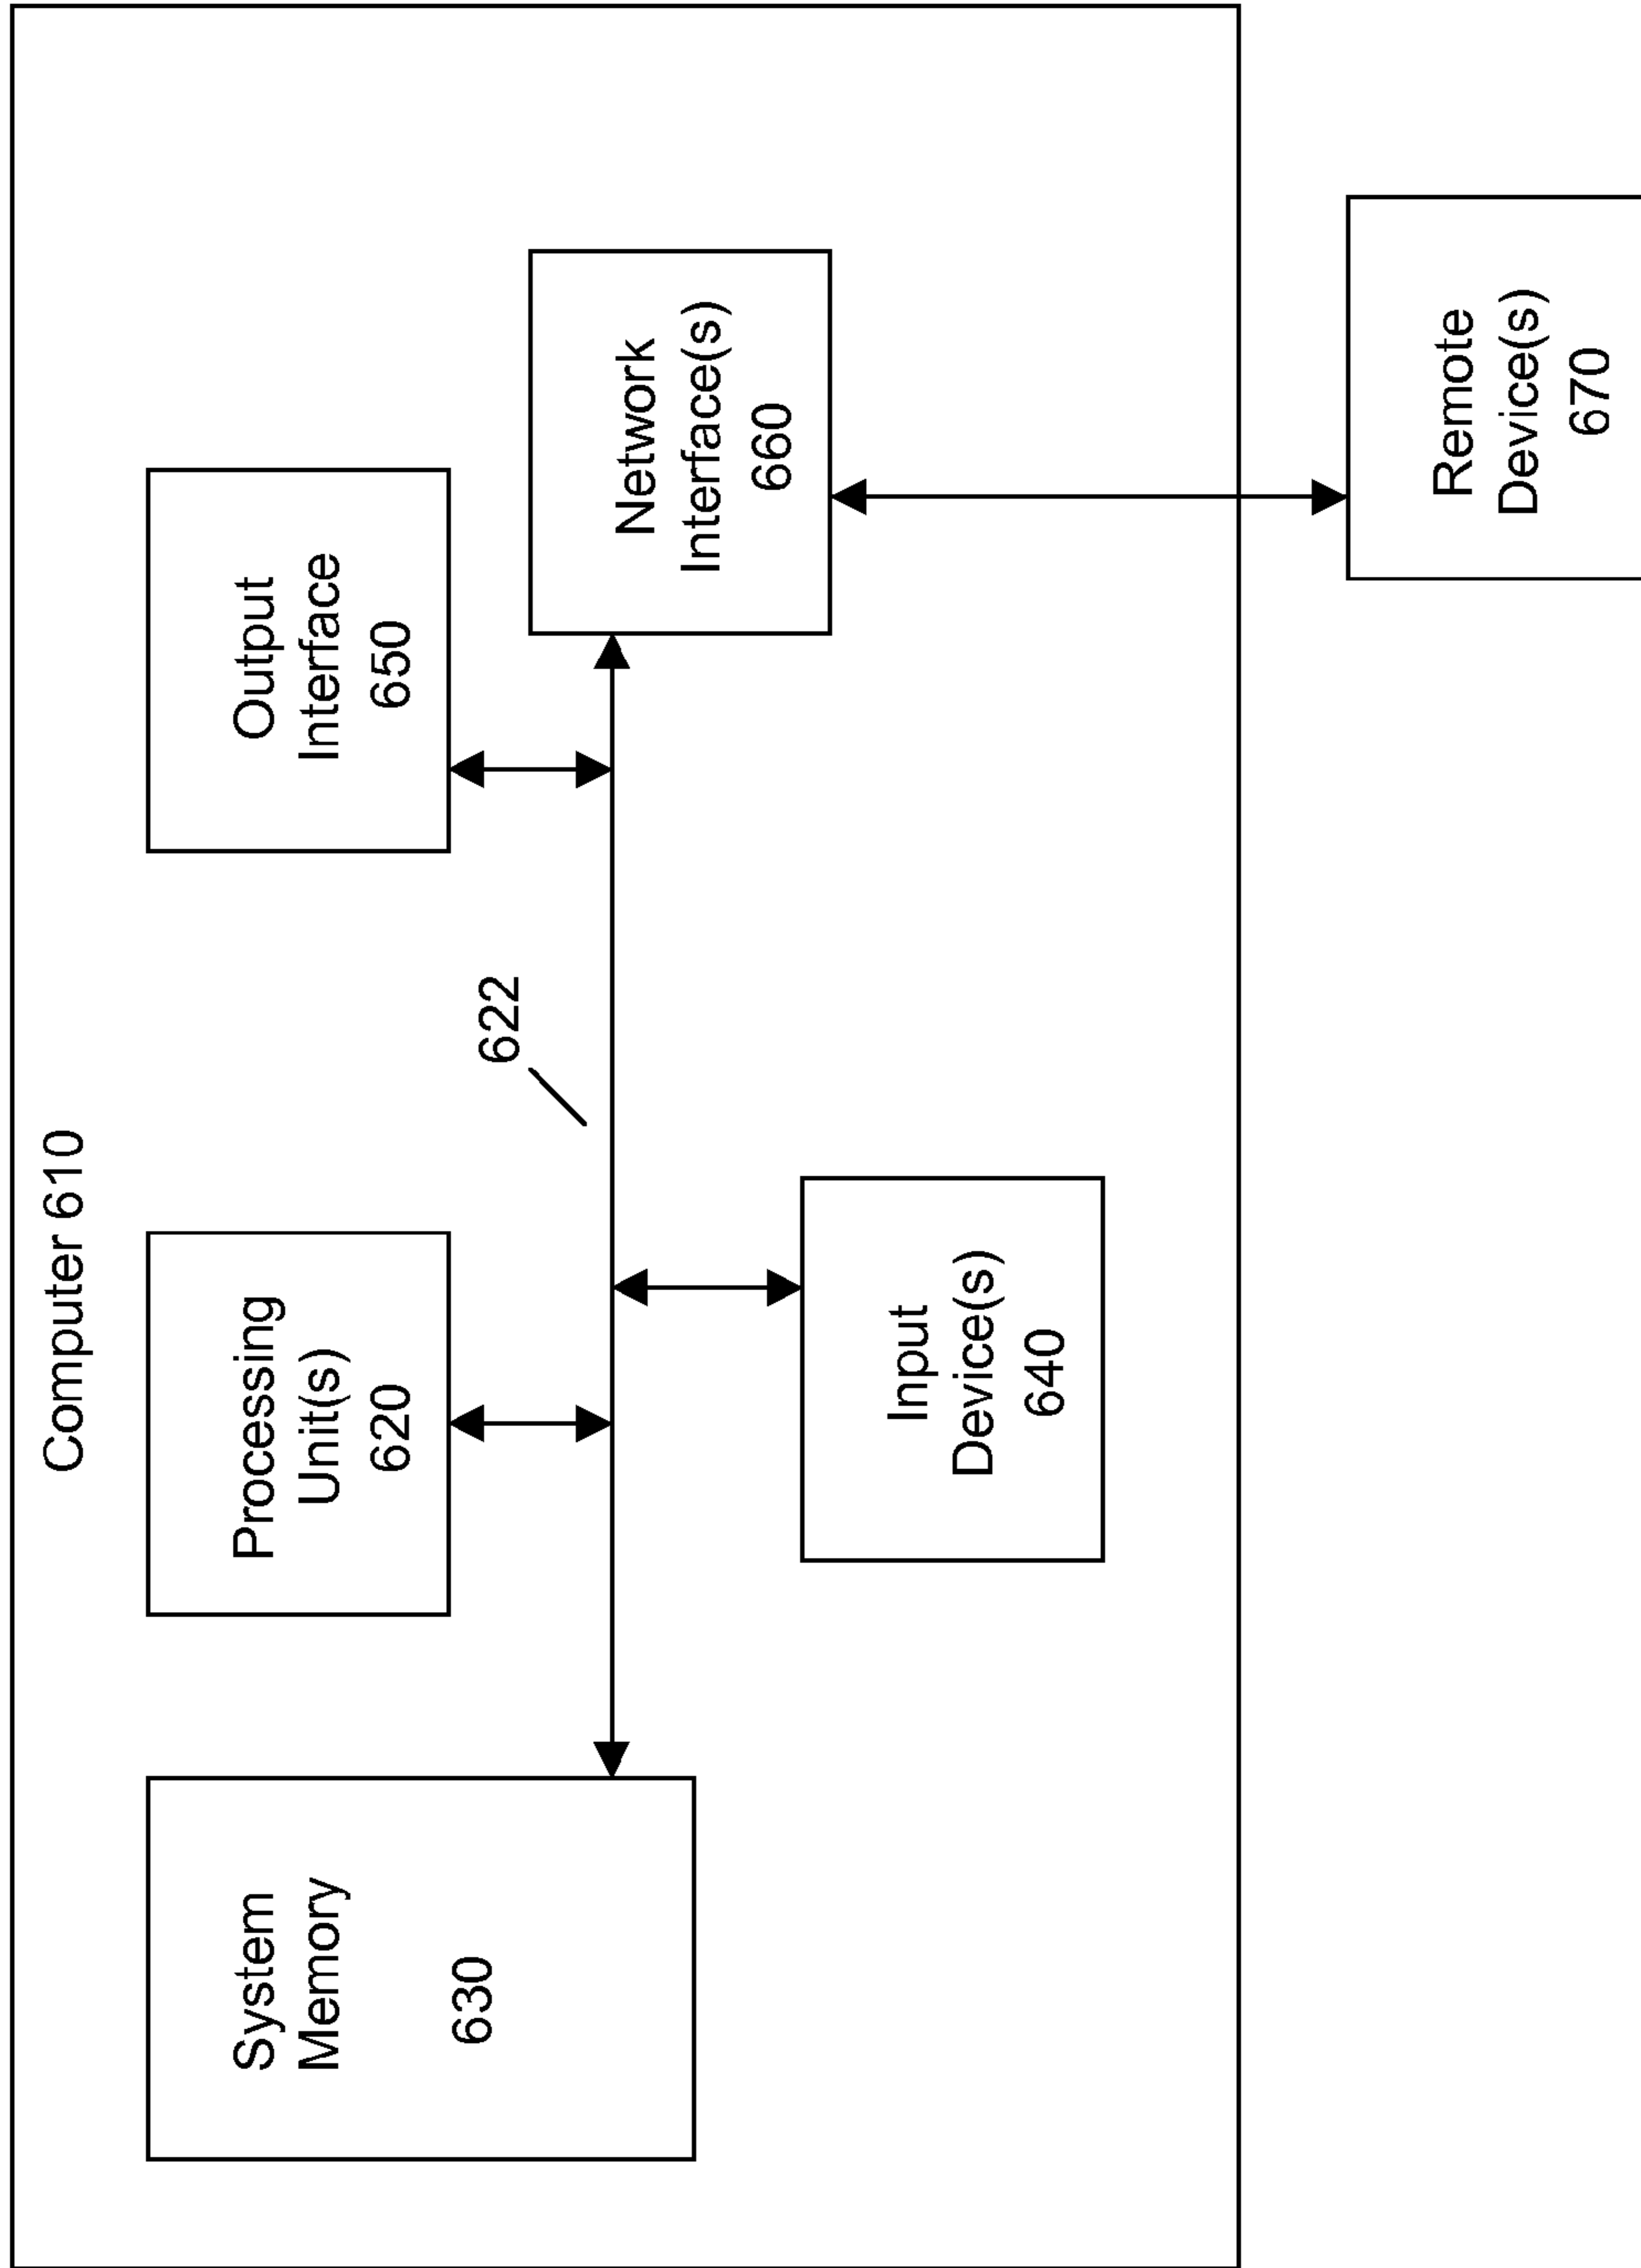 Computer 610
System
Memory
630
Processing
Unit(s)
620
622
Output
Interface
650
Network
Interface(s)
660
Input
Device(s)
640
Remote
Device(s)
670